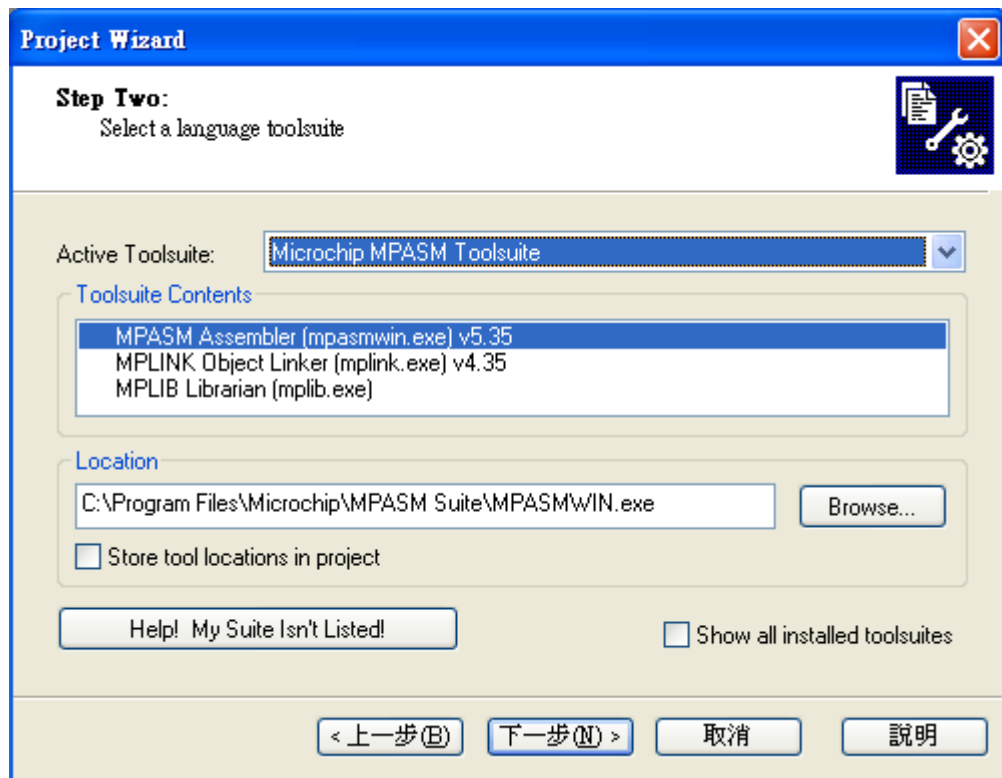 Project Wizard
Step Two:
Select a language toolsuite
Active Toolsuite: Microchip MPASM Toolsuite
Toolsuite Contents
MPASM Assembler (mpasmwin.exe) v5.35
MPLINK Object Linker (mplink.exe) v4.35
MPLIB Librarian (mplib.exe)
Location
C:\Program Files\Microchip\MPASM Suite\MPASMWIN.exe Browse...
Store tool locations in project
Help! My Suite Isn't Listed! Show all installed toolsuites
< 上一步(B) 下一步(N) > 取消 說明